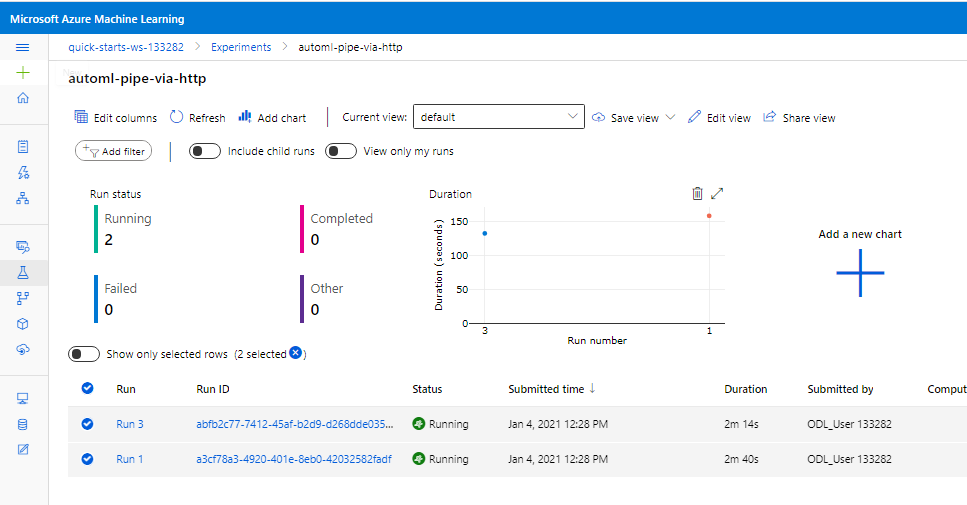 Microsoft Azure Machine Learning
quick-starts-ws-133282 > Experiments > automl-pipe-via-http
automl-pipe-via-http
Edit columns Refresh Add chart Current view: default Save view Edit view Share view
Add filter Include child runs View only my runs
Run status
Running
2
Completed
0
Failed
0
Other
0
Duration
Duration (seconds)
150
100
50
0
3 1
Run number
Add a new chart
Show only selected rows (2 selected )
Run Run ID Status Submitted time ↓ Duration Submitted by Comput
Run 3 abfb2c77-7412-45af-b2d9-d268dde035... Running Jan 4, 2021 12:28 PM 2m 14s ODL_User 133282
Run 1 a3cf78a3-4920-401e-8eb0-42032582fadf Running Jan 4, 2021 12:28 PM 2m 40s ODL_User 133282